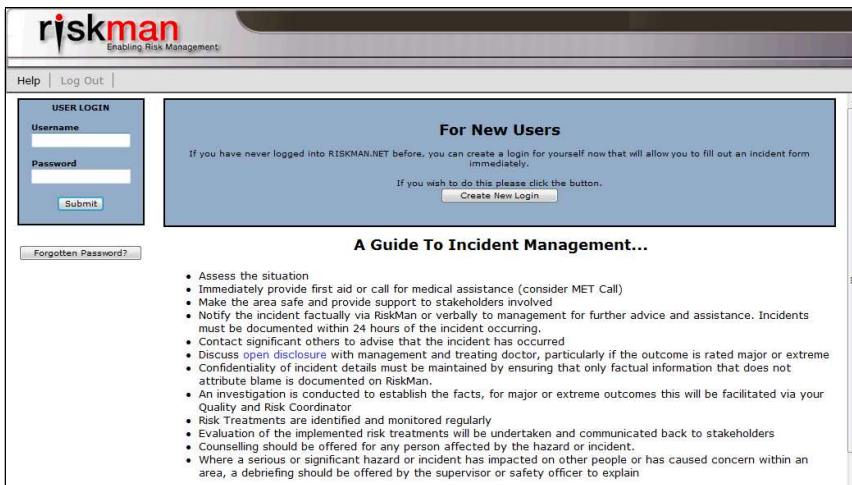 riskman
Enabling Risk Management
Help | Log Out |
USER LOGIN
Username
Password
Submit
Forgotten Password?
For New Users
If you have never logged into RISKMAN.NET before, you can create a login for yourself now that will allow you to fill out an incident form
immediately.
If you wish to do this please click the button.
Create New Login
A Guide To Incident Management...
• Assess the situation
• Immediately provide first aid or call for medical assistance (consider MET Call)
• Make the area safe and provide support to stakeholders involved
• Notify the incident factually via RiskMan or verbally to management for further advice and assistance. Incidents
must be documented within 24 hours of the incident occurring.
• Contact significant others to advise that the incident has occurred
• Discuss open disclosure with management and treating doctor, particularly if the outcome is rated major or extreme
• Confidentiality of incident details must be maintained by ensuring that only factual information that does not
attribute blame is documented on RiskMan.
• An investigation is conducted to establish the facts, for major or extreme outcomes this will be facilitated via your
Quality and Risk Coordinator
• Risk Treatments are identified and monitored regularly
• Evaluation of the implemented risk treatments will be undertaken and communicated back to stakeholders
• Counselling should be offered for any person affected by the hazard or incident.
• Where a serious or significant hazard or incident has impacted on other people or has caused concern within an
area, a debriefing should be offered by the supervisor or safety officer to explain